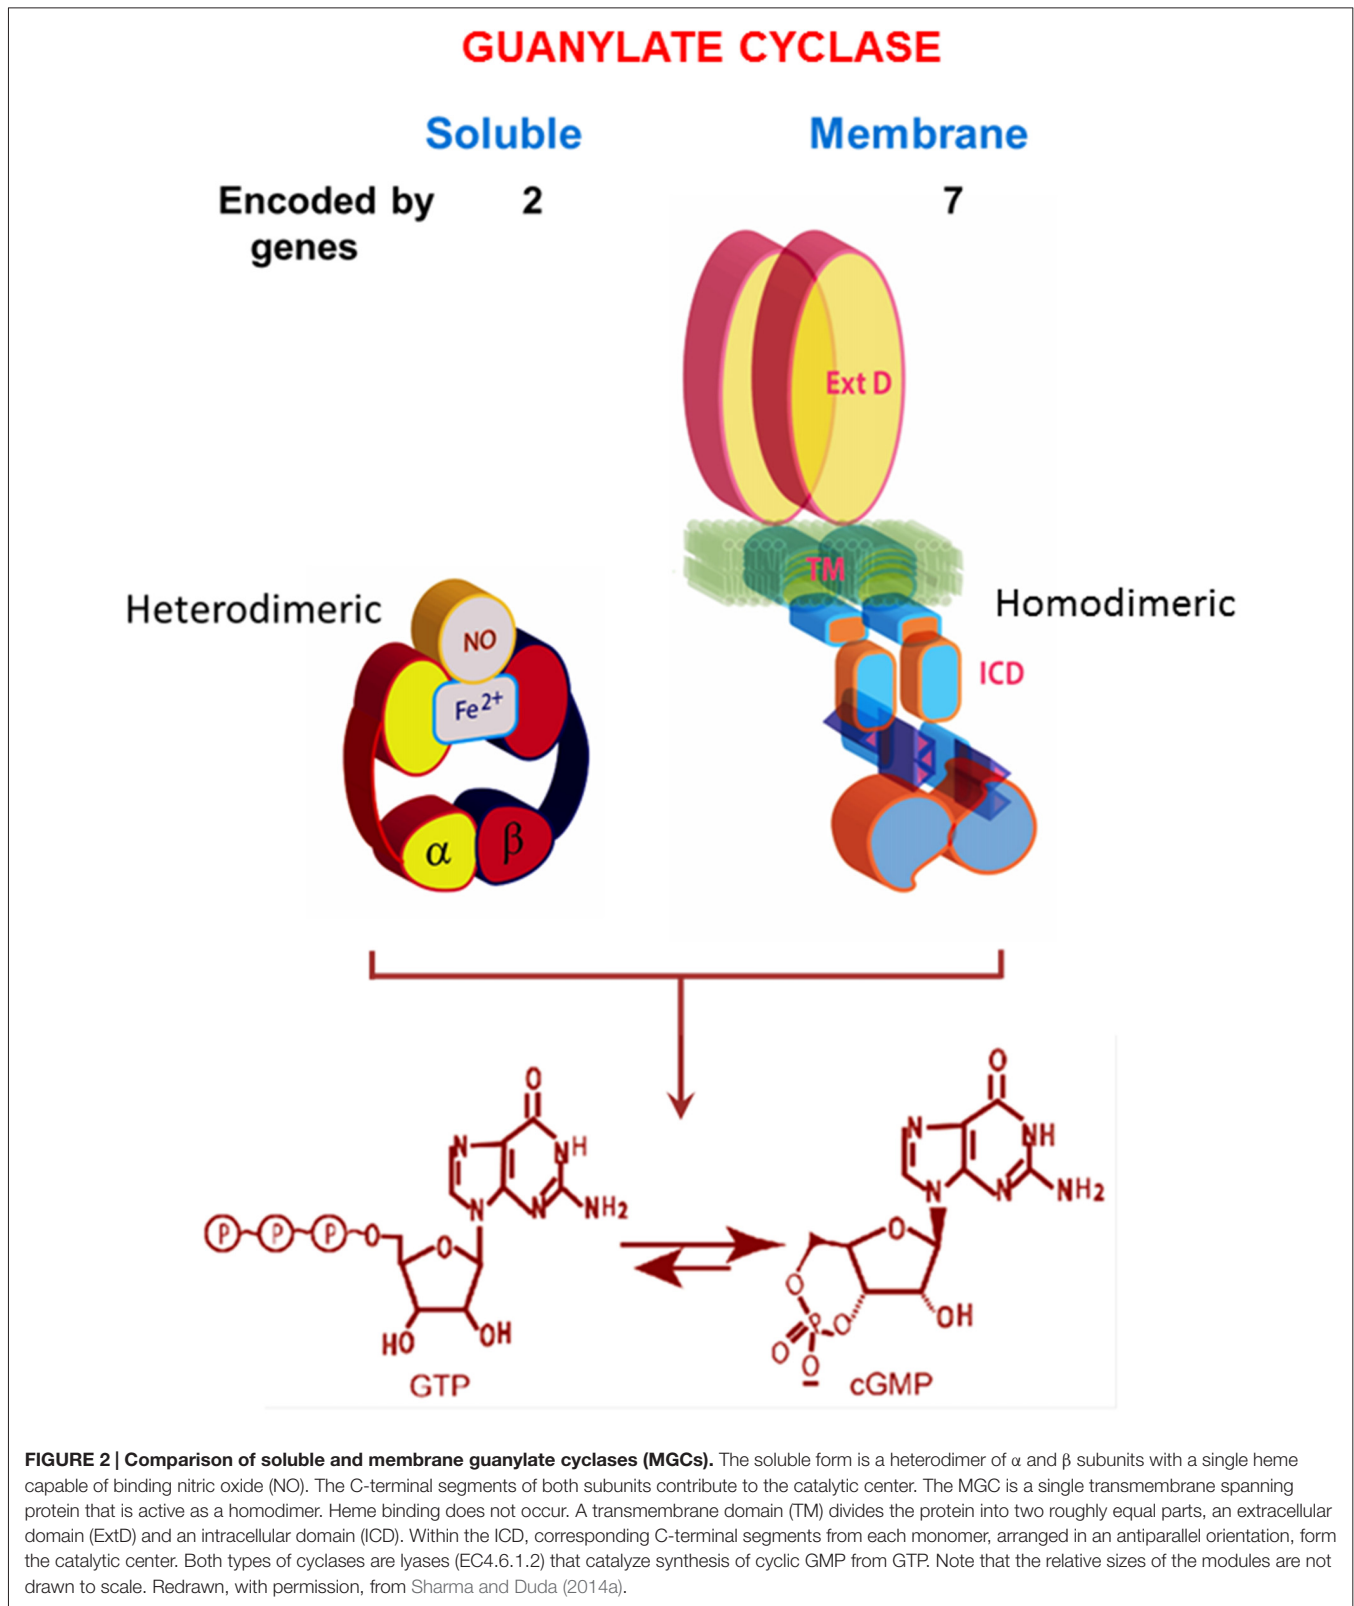 GUANYLATE CYCLASE
Soluble Membrane
Encoded by 2 7
genes
Ext D
TM
Heterodimeric
Homodimeric
NO
ICD
Fe2+
α β
O
O
N NH
N NH
N N NH2
N N NH2
P P P O O
O
O
HO OH
OH
P O
O O
GTP cGMP
FIGURE 2 | Comparison of soluble and membrane guanylate cyclases (MGCs). The soluble form is a heterodimer of α and β subunits with a single heme
capable of binding nitric oxide (NO). The C-terminal segments of both subunits contribute to the catalytic center. The MGC is a single transmembrane spanning
protein that is active as a homodimer. Heme binding does not occur. A transmembrane domain (TM) divides the protein into two roughly equal parts, an extracellular
domain (ExtD) and an intracellular domain (ICD). Within the ICD, corresponding C-terminal segments from each monomer, arranged in an antiparallel orientation, form
the catalytic center. Both types of cyclases are lyases (EC4.6.1.2) that catalyze synthesis of cyclic GMP from GTP. Note that the relative sizes of the modules are not
drawn to scale. Redrawn, with permission, from Sharma and Duda (2014a).